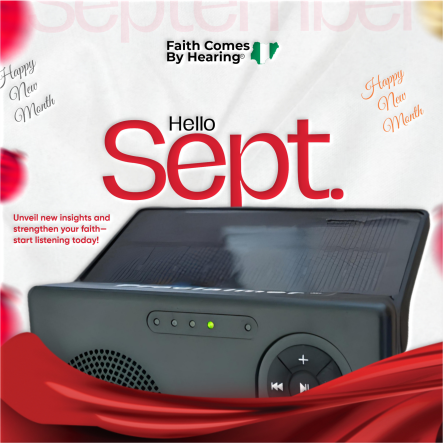 September
Faith Comes
By Hearing®
Happy
New
Month
Happy
New
Month
Hello
Sept.
Unveil new insights and
strengthen your faith—
start listening today!
+